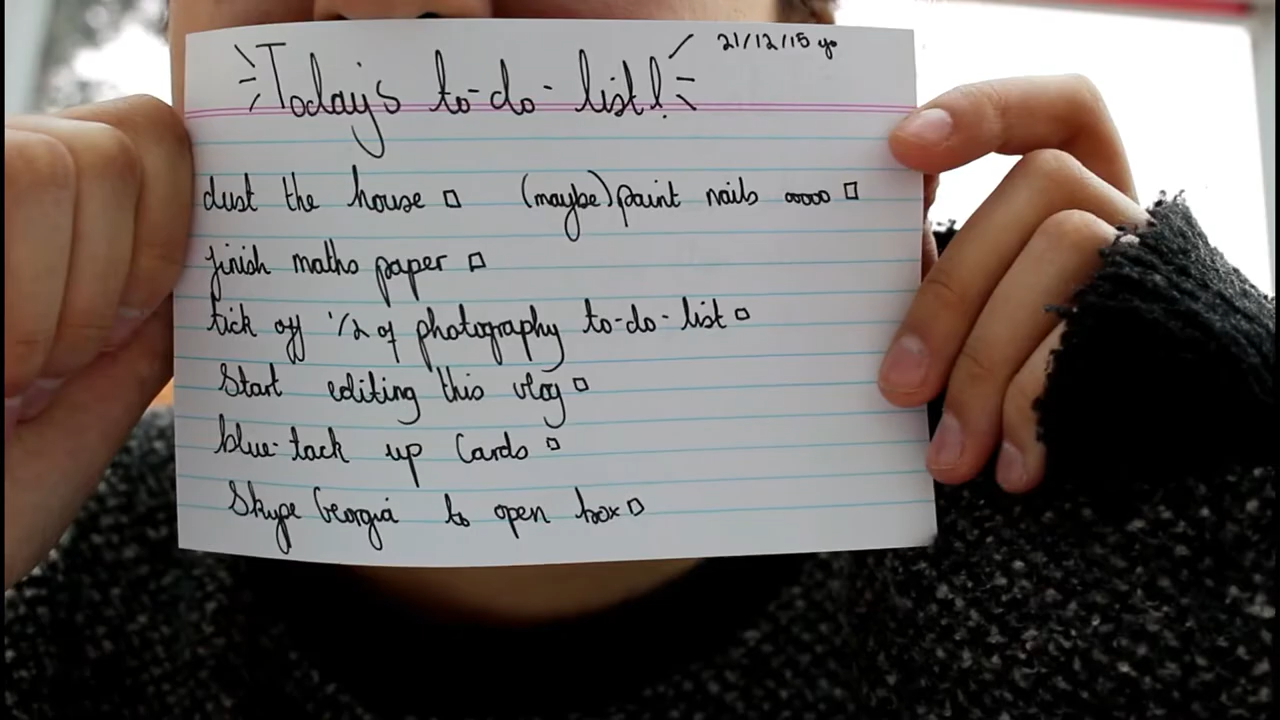 Today's to-do-list!
21/12/15 yo
dust the house □ (maybe) paint nails ooooo □
finish maths paper □
tick off 1/2 of photography to-do-list □
Start editing this vlog □
blue-tack up Cards □
Skype Georgia to open box □